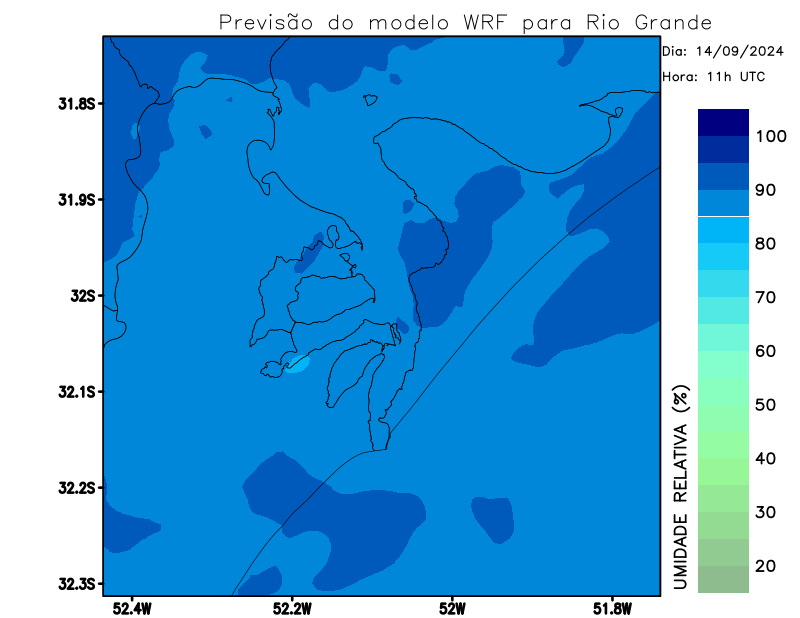 Previsão do modelo WRF para Rio Grande
Dia: 14/09/2024
Hora: 11h UTC
31.8S
31.9S
32S
32.1S
32.2S
32.3S
52.4W
52.2W
52W
51.8W
UMIDADE RELATIVA (%)
100
90
80
70
60
50
40
30
20